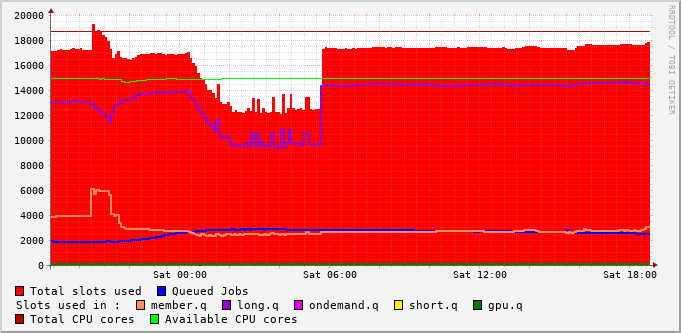 RRDTOOL / TOBI OETIKER
20000
18000
16000
14000
12000
10000
8000
6000
4000
2000
0
Sat 00:00 Sat 06:00 Sat 12:00 Sat 18:00
Total slots used Queued Jobs
Slots used in : member.q long.q ondemand.q short.q gpu.q
Total CPU cores Available CPU cores